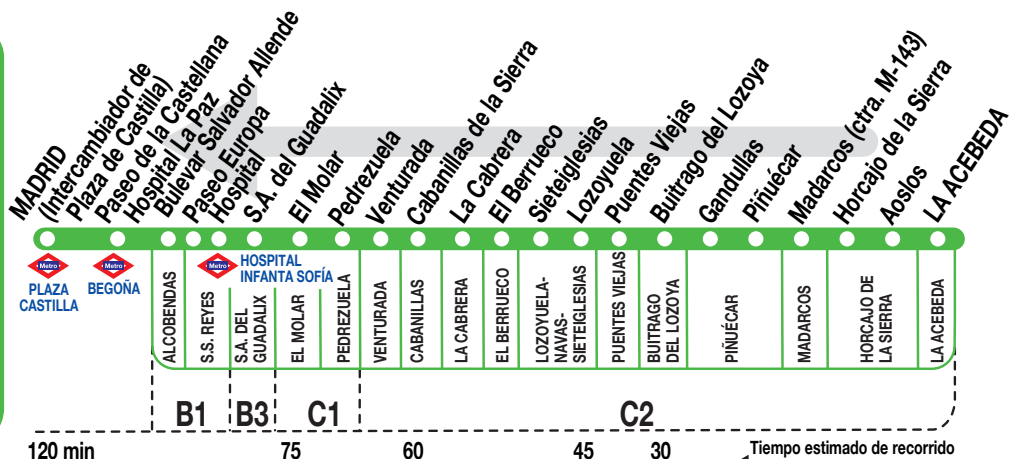 MADRID
(Intercambiador de
Plaza de Castilla)
Paseo de la Castellana
Hospital La Paz
Bulevar Salvador Allende
Paseo Europa
Hospital
S.A. del Guadalix
El Molar
Pedrezuela
Venturada
Cabanillas de la Sierra
La Cabrera
El Berrueco
Sieteiglesias
Lozoyuela
Puentes Viejas
Buitrago del Lozoya
Gandullas
Piñuécar
Madarcos (ctra. M-143)
Horcajo de la Sierra
Aoslos
LA ACEBEDA
Metro
PLAZA
CASTILLA
Metro
BEGOÑA
Metro
HOSPITAL
INFANTA SOFÍA
ALCOBENDAS
S.S. REYES
S.A. DEL
GUADALIX
EL MOLAR
PEDREZUELA
VENTURADA
CABANILLAS
LA CABRERA
EL BERRUECO
LOZOYUELA-
NAVAS-
SIETEIGLESIAS
PUENTES VIEJAS
BUITRAGO
DEL LOZOYA
PIÑUÉCAR
MADARCOS
HORCAJO DE
LA SIERRA
LA ACEBEDA
B1
B3
C1
C2
120 min
75
60
45
30
Tiempo estimado de recorrido